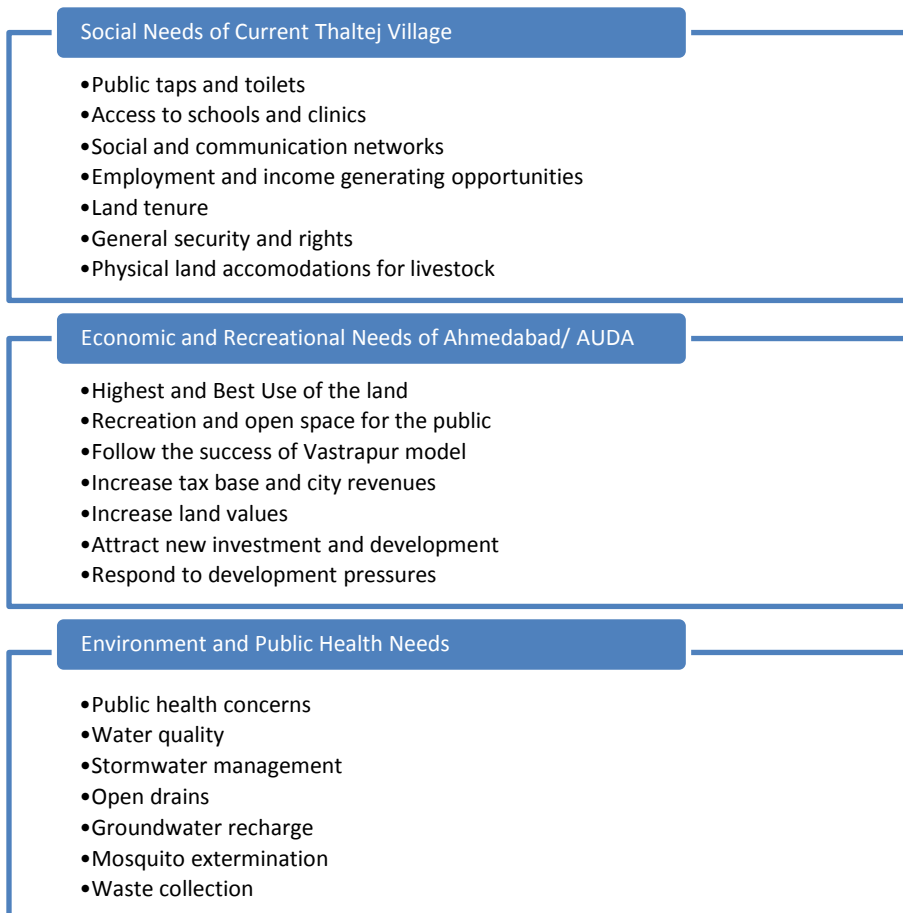 Social Needs of Current Thaltej Village
•Public taps and toilets
•Access to schools and clinics
•Social and communication networks
•Employment and income generating opportunities
•Land tenure
•General security and rights
•Physical land accomodations for livestock
Economic and Recreational Needs of Ahmedabad/ AUDA
•Highest and Best Use of the land
•Recreation and open space for the public
•Follow the success of Vastrapur model
•Increase tax base and city revenues
•Increase land values
•Attract new investment and development
•Respond to development pressures
Environment and Public Health Needs
•Public health concerns
•Water quality
•Stormwater management
•Open drains
•Groundwater recharge
•Mosquito extermination
•Waste collection